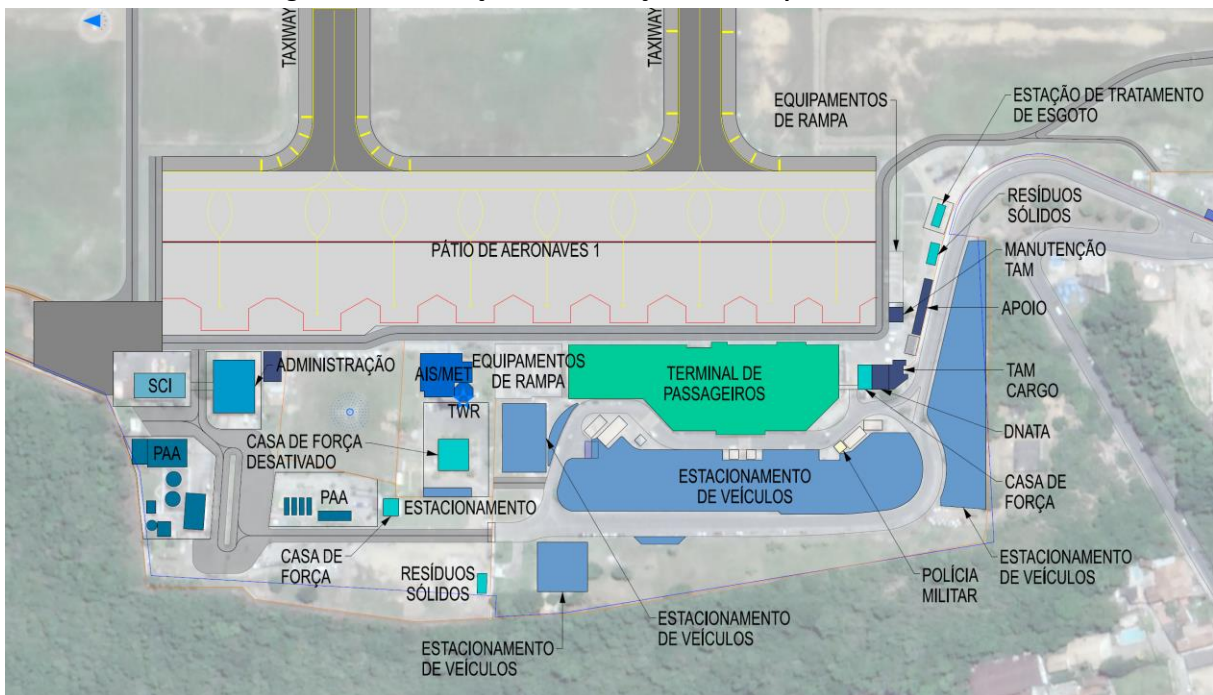 TAXIWAY
TAXIWAY
EQUIPAMENTOS
DE RAMPA
ESTAÇÃO DE TRATAMENTO
DE ESGOTO
RESÍDUOS
SÓLIDOS
MANUTENÇÃO
TAM
APOIO
PÁTIO DE AERONAVES 1
SCI
ADMINISTRAÇÃO
AIS/MET
TWR
EQUIPAMENTOS
DE RAMPA
TERMINAL DE
PASSAGEIROS
TAM
CARGO
DNATA
CASA DE
FORÇA
CASA DE FORÇA
DESATIVADO
PAA
PAA
ESTACIONAMENTO
ESTACIONAMENTO
DE VEÍCULOS
CASA DE
FORÇA
RESÍDUOS
SÓLIDOS
ESTACIONAMENTO
DE VEÍCULOS
ESTACIONAMENTO
DE VEÍCULOS
POLÍCIA
MILITAR
ESTACIONAMENTO
DE VEÍCULOS